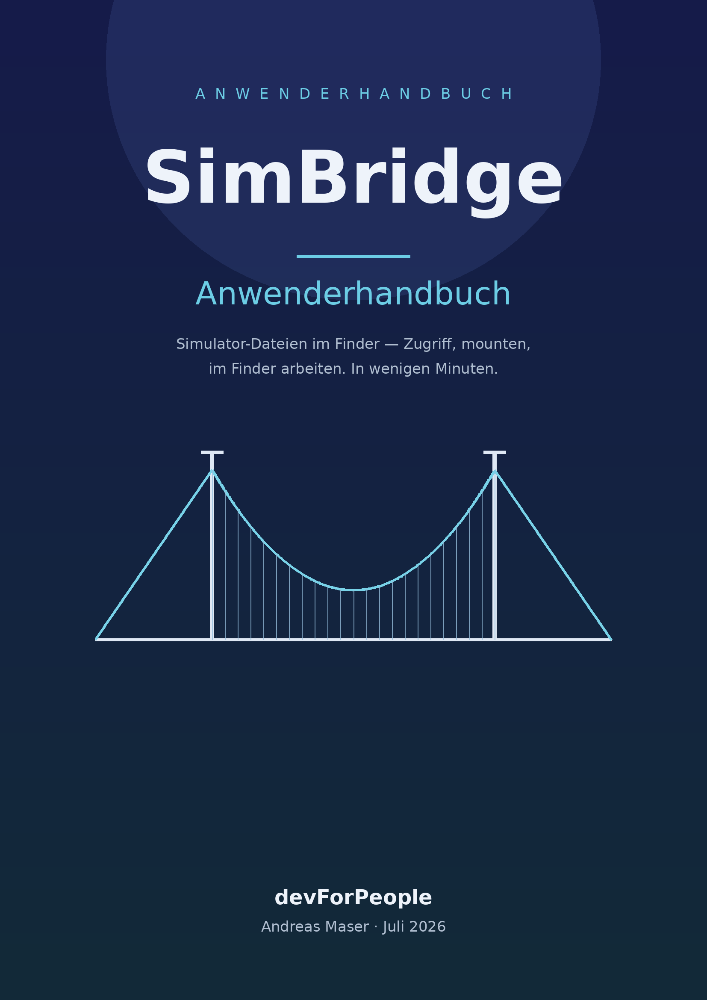 ANWENDERHANDBUCH
SimBridge
Anwenderhandbuch
Simulator-Dateien im Finder — Zugriff, mounten,
im Finder arbeiten. In wenigen Minuten.
devForPeople
Andreas Maser · Juli 2026